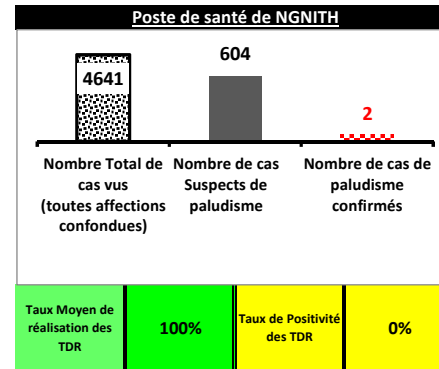 Poste de santé de NGNITH
4641
604
2
Nombre Total de
cas vus
(toutes affections
confondues)
Nombre de cas
Suspects de
paludisme
Nombre de cas de
paludisme
confirmés
Taux Moyen de
réalisation des
TDR
100%
Taux de Positivité
des TDR
0%